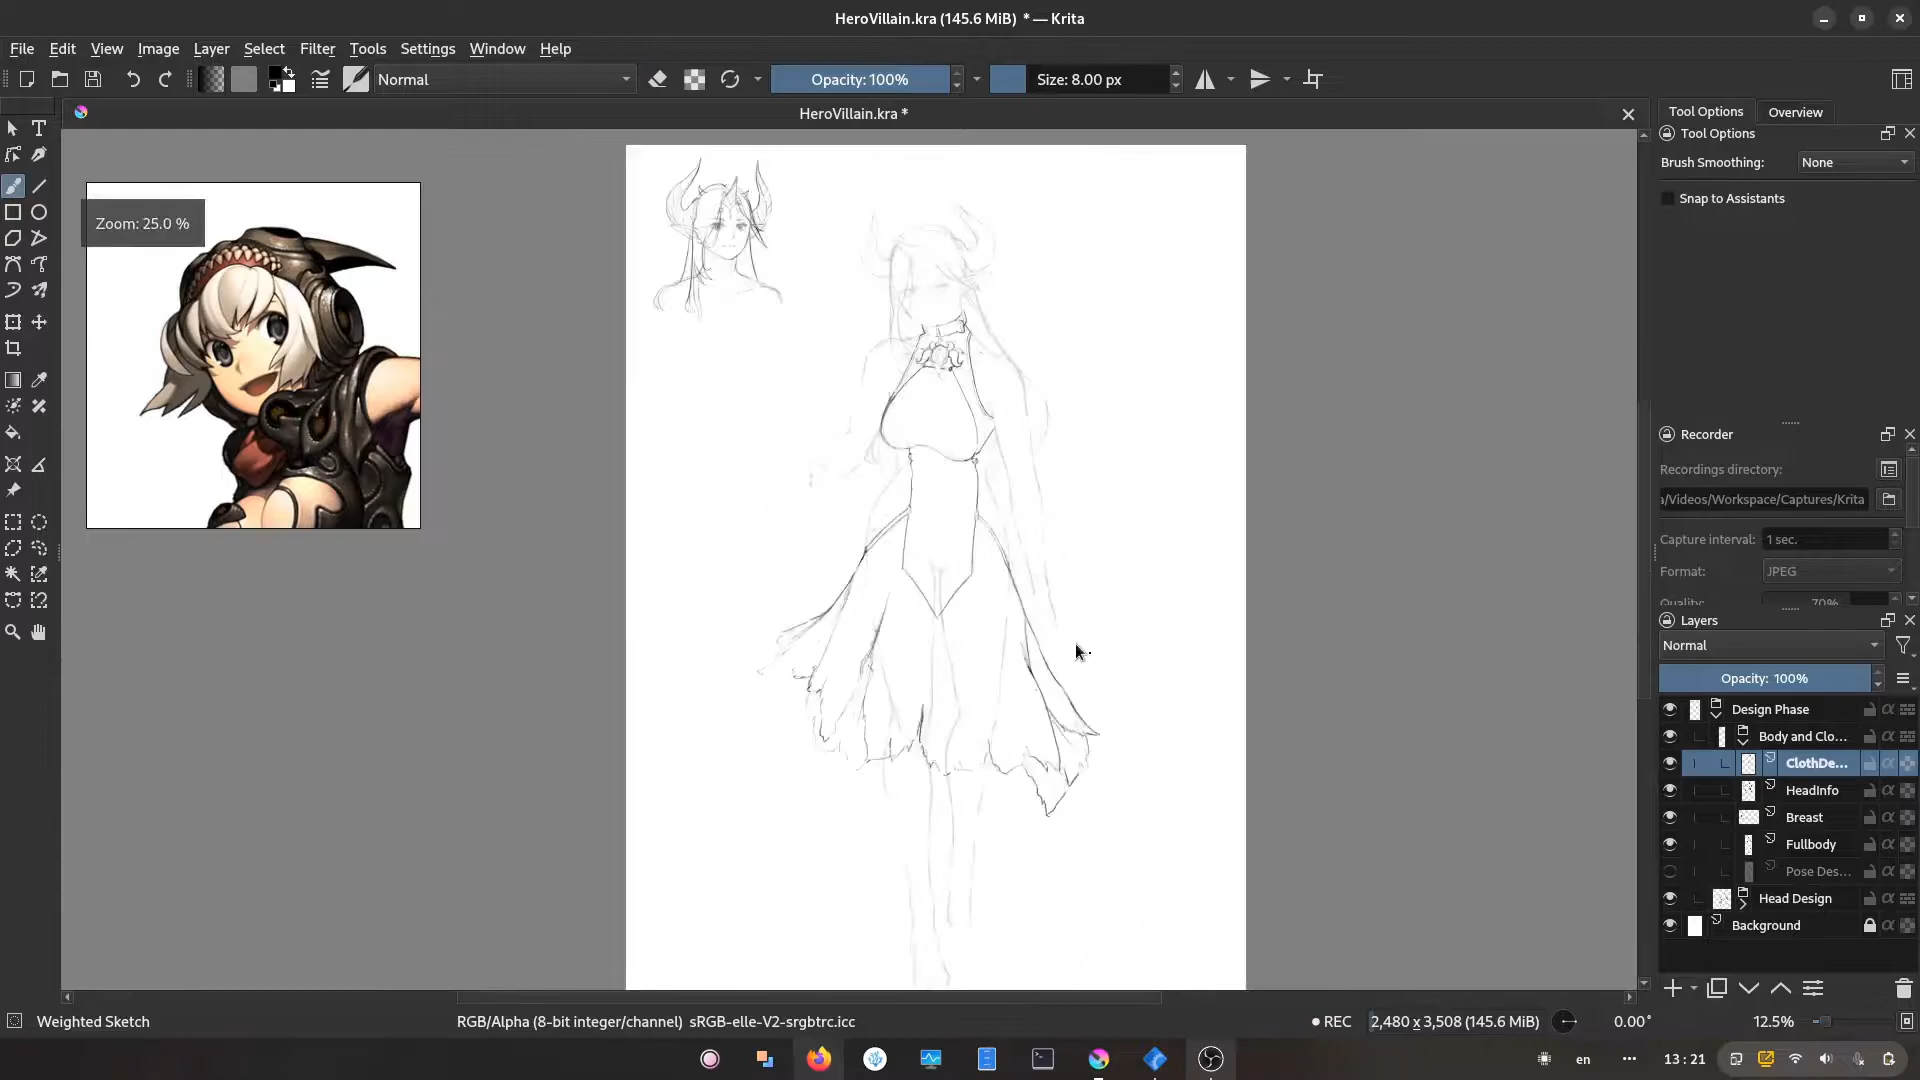 HeroVillain.kra (145.6 MiB) * — Krita
File Edit View Image Layer Select Filter Tools Settings Window Help
Normal Opacity: 100% Size: 8.00 px
HeroVillain.kra *
Tool Options Overview
Tool Options
Brush Smoothing: None
Snap to Assistants
Zoom: 25.0 %
Recorder
Recordings directory:
a/Videos/Workspace/Captures/Krita
Capture interval: 1 sec.
Format: JPEG
Quality: 70%
Layers
Normal
Opacity: 100%
Design Phase
Body and Clo...
ClothDe...
HeadInfo
Breast
Fullbody
Pose Des...
Head Design
Background
Weighted Sketch RGB/Alpha (8-bit integer/channel) sRGB-elle-V2-srgbtrc.icc REC 2,480 x 3,508 (145.6 MiB) 0.00° 12.5%
en 13:21